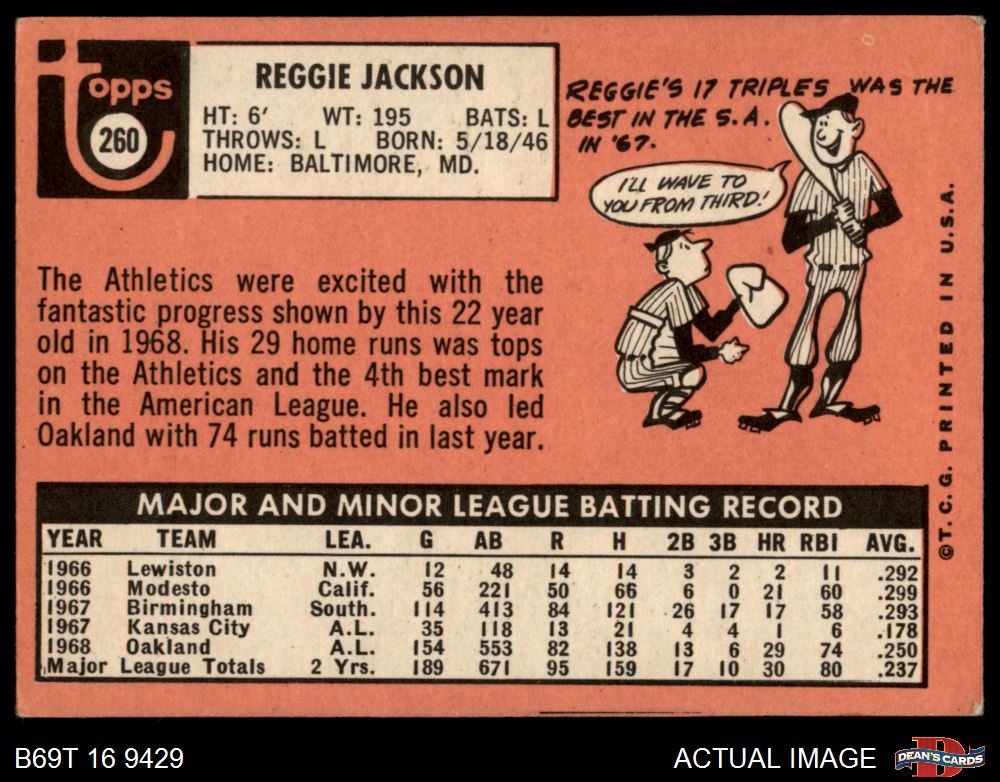 Topps
260
REGGIE JACKSON
HT: 6' WT: 195 BATS: L
THROWS: L BORN: 5/18/46
HOME: BALTIMORE, MD.
REGGIE'S 17 TRIPLES WAS THE
BEST IN THE S.A.
IN '67.
I'LL WAVE TO
YOU FROM THIRD!
The Athletics were excited with the
fantastic progress shown by this 22 year
old in 1968. His 29 home runs was tops
on the Athletics and the 4th best mark
in the American League. He also led
Oakland with 74 runs batted in last year.
©T.C.G. PRINTED IN U.S.A.
MAJOR AND MINOR LEAGUE BATTING RECORD
YEAR TEAM LEA. G AB R H 2B 3B HR RBI AVG.
1966 Lewiston N.W. 12 48 14 14 3 2 2 11 .292
1966 Modesto Calif. 56 221 50 66 6 0 21 60 .299
1967 Birmingham South. 114 413 84 121 26 17 17 58 .293
1967 Kansas City A.L. 35 118 13 21 4 4 1 6 .178
1968 Oakland A.L. 154 553 82 138 13 6 29 74 .250
Major League Totals 2 Yrs. 189 671 95 159 17 10 30 80 .237
B69T 16 9429
ACTUAL IMAGE
D
DEAN'S CARDS